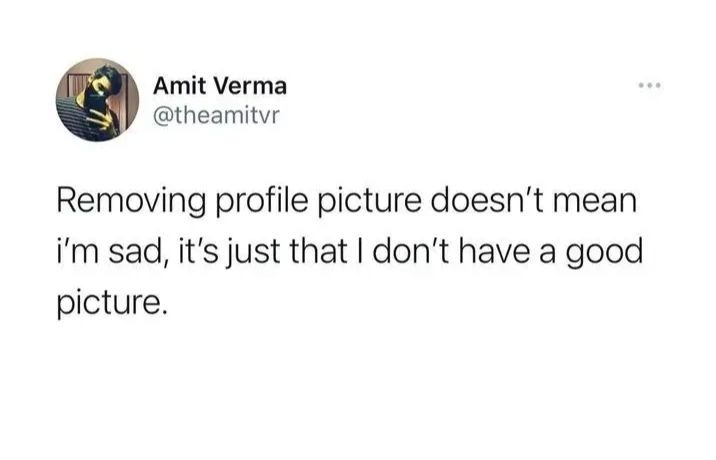 Amit Verma
@theamitvr
Removing profile picture doesn't mean
i'm sad, it's just that I don't have a good
picture.